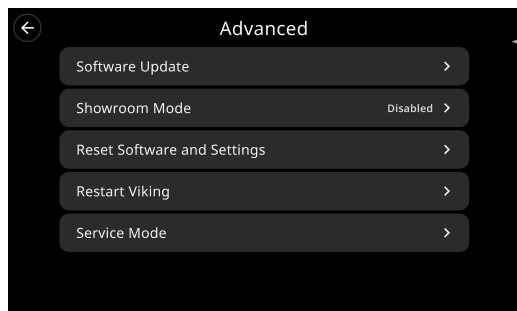 Advanced
Software Update
Showroom Mode Disabled
Reset Software and Settings
Restart Viking
Service Mode